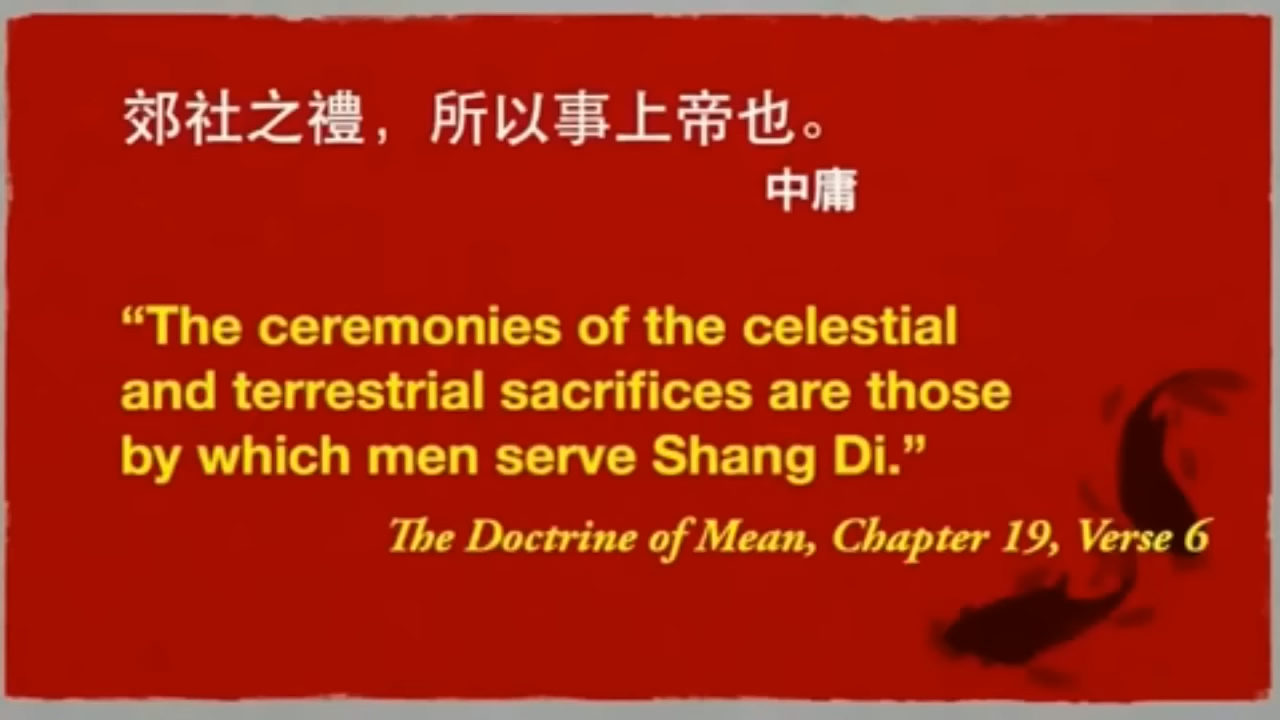 郊社之禮，所以事上帝也。
中庸
“The ceremonies of the celestial
and terrestrial sacrifices are those
by which men serve Shang Di.”
The Doctrine of Mean, Chapter 19, Verse 6